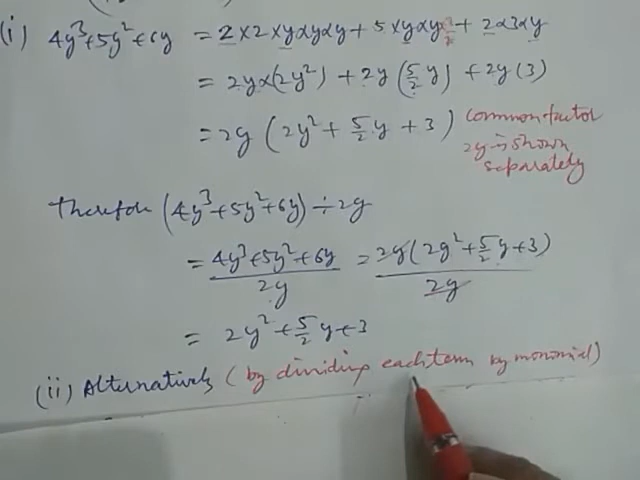 (i) 4y³+5y²+6y = 2×2×y×y×y + 5×y×y×2/2 + 2×3×y
= 2y×(2y²) + 2y(5/2 y) + 2y(3)
= 2y(2y² + 5/2 y + 3) common factor
2y is shown
separately
Therefore (4y³+5y²+6y) ÷ 2y
= 4y³+5y²+6y / 2y = 2y(2y²+5/2 y+3) / 2y
= 2y²+5/2 y+3
(ii) Alternatively (by dividing each term by monomial)